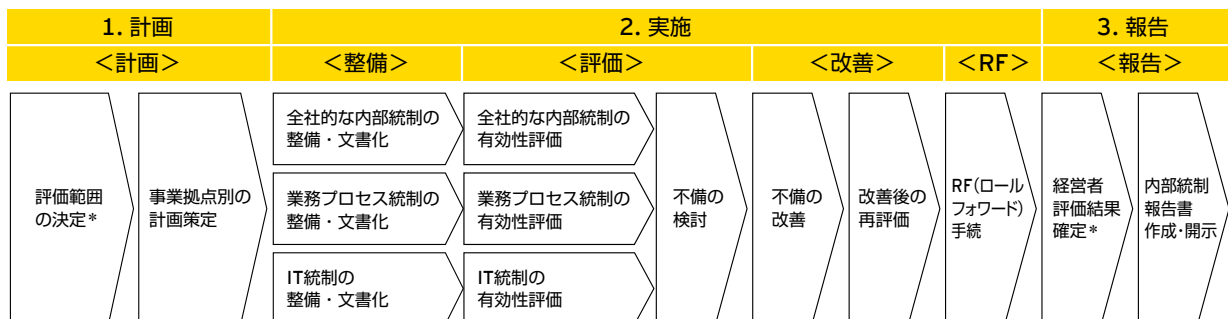 1. 計画
2. 実施
3. 報告
＜計画＞
＜整備＞
＜評価＞
＜改善＞
＜RF＞
＜報告＞
評価範囲
の決定*
事業拠点別の
計画策定
全社的な内部統制の
整備・文書化
業務プロセス統制の
整備・文書化
IT統制の
整備・文書化
全社的な内部統制の
有効性評価
業務プロセス統制の
有効性評価
IT統制の
有効性評価
不備の
検討
不備の
改善
改善後の
再評価
RF(ロール
フォワード)
手続
経営者
評価結果
確定*
内部統制
報告書
作成・開示